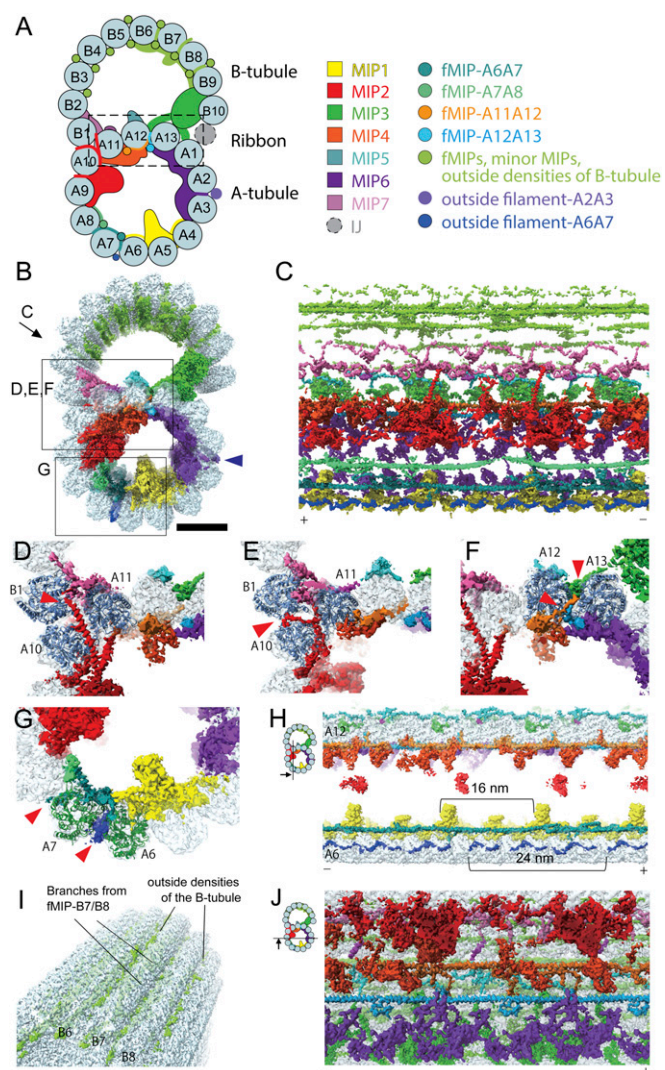 A
B5
B6
B7
B4
B8
B3
B9
B2
B10
B1
A13
A12
A11
A10
A1
A9
A2
A3
A8
A4
A7
A6
A5
B-tubule
Ribbon
A-tubule
MIP1
MIP2
MIP3
MIP4
MIP5
MIP6
MIP7
IJ
fMIP-A6A7
fMIP-A7A8
fMIP-A11A12
fMIP-A12A13
fMIPs, minor MIPs,
outside densities of B-tubule
outside filament-A2A3
outside filament-A6A7
B
C
D,E,F
G
C
+
−
D
A11
B1
A10
E
A11
B1
A10
F
A12
A13
G
A7
A6
H
A12
16 nm
A6
24 nm
−
+
I
Branches from
fMIP-B7/B8
outside densities
of the B-tubule
B6
B7
B8
J